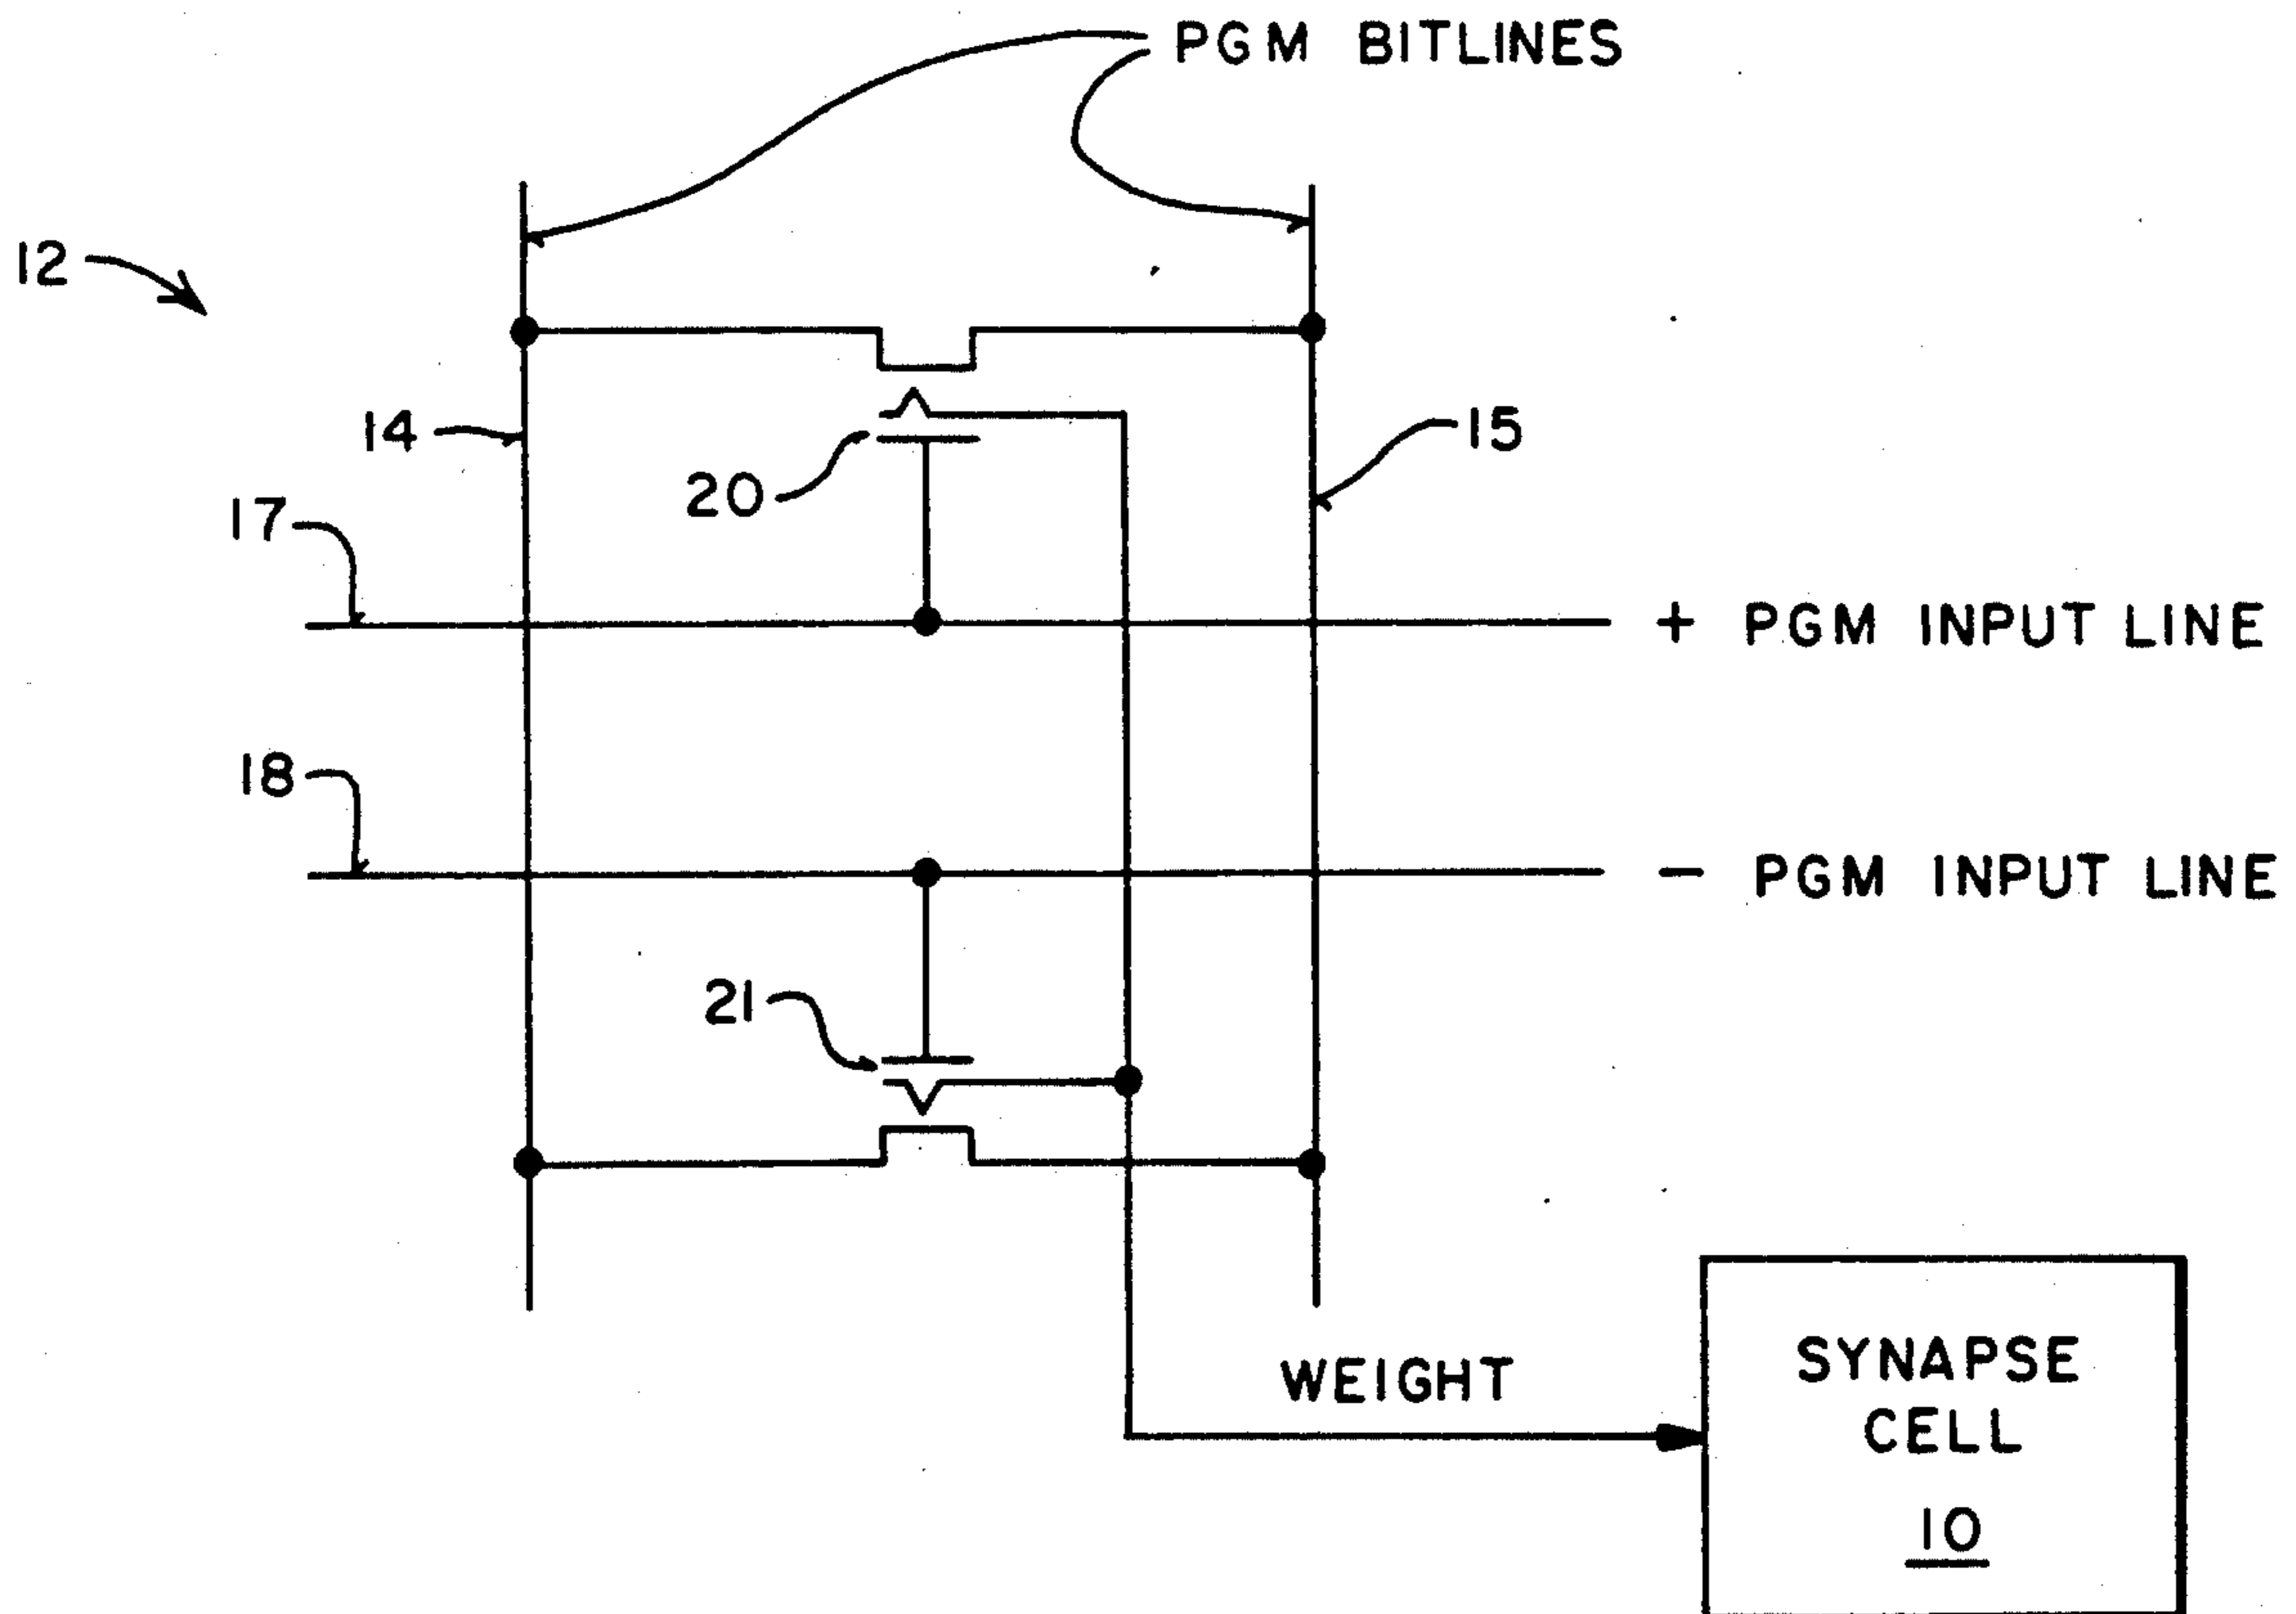 PGM BITLINES
12
14
15
20
17
+ PGM INPUT LINE
18
− PGM INPUT LINE
21
WEIGHT
SYNAPSE
CELL
10